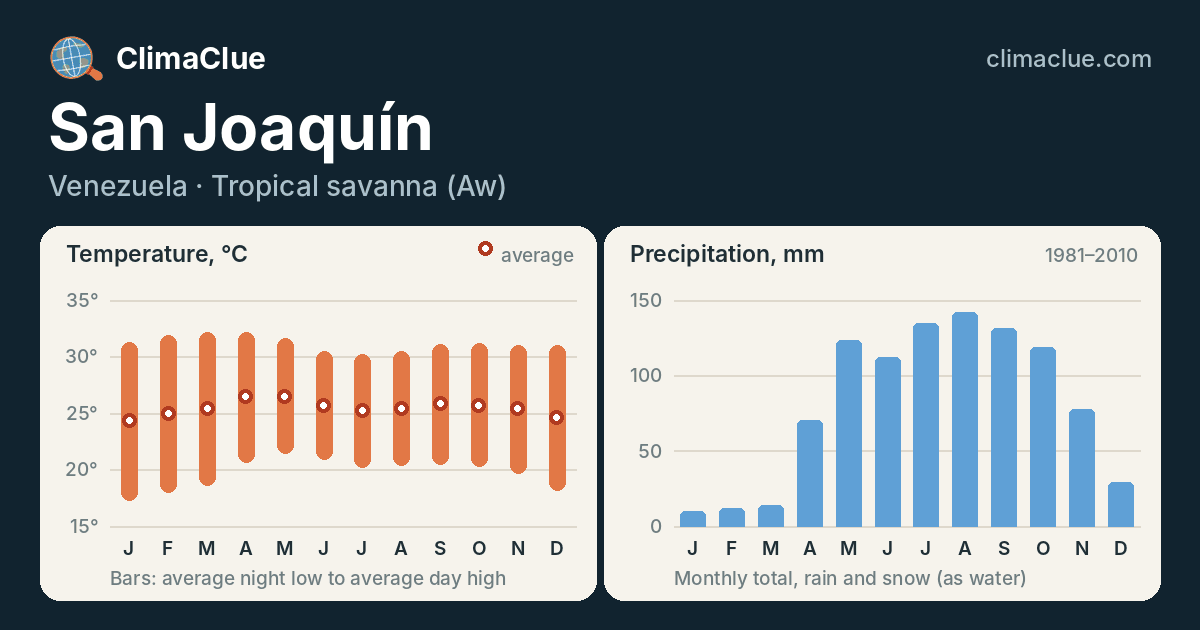 ClimaClue
climaclue.com
San Joaquín
Venezuela · Tropical savanna (Aw)
Temperature, °C
average
35°
30°
25°
20°
15°
J F M A M J J A S O N D
Bars: average night low to average day high
Precipitation, mm
1981–2010
150
100
50
0
J F M A M J J A S O N D
Monthly total, rain and snow (as water)